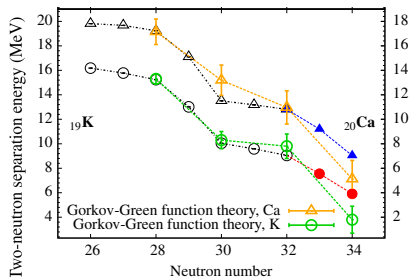 Two-neutron separation energy (MeV)
20
18
16
14
12
10
8
6
4
18
16
14
12
10
8
6
4
2
₁₉K
₂₀Ca
Gorkov-Green function theory, Ca
Gorkov-Green function theory, K
26 28 30 32 34
Neutron number